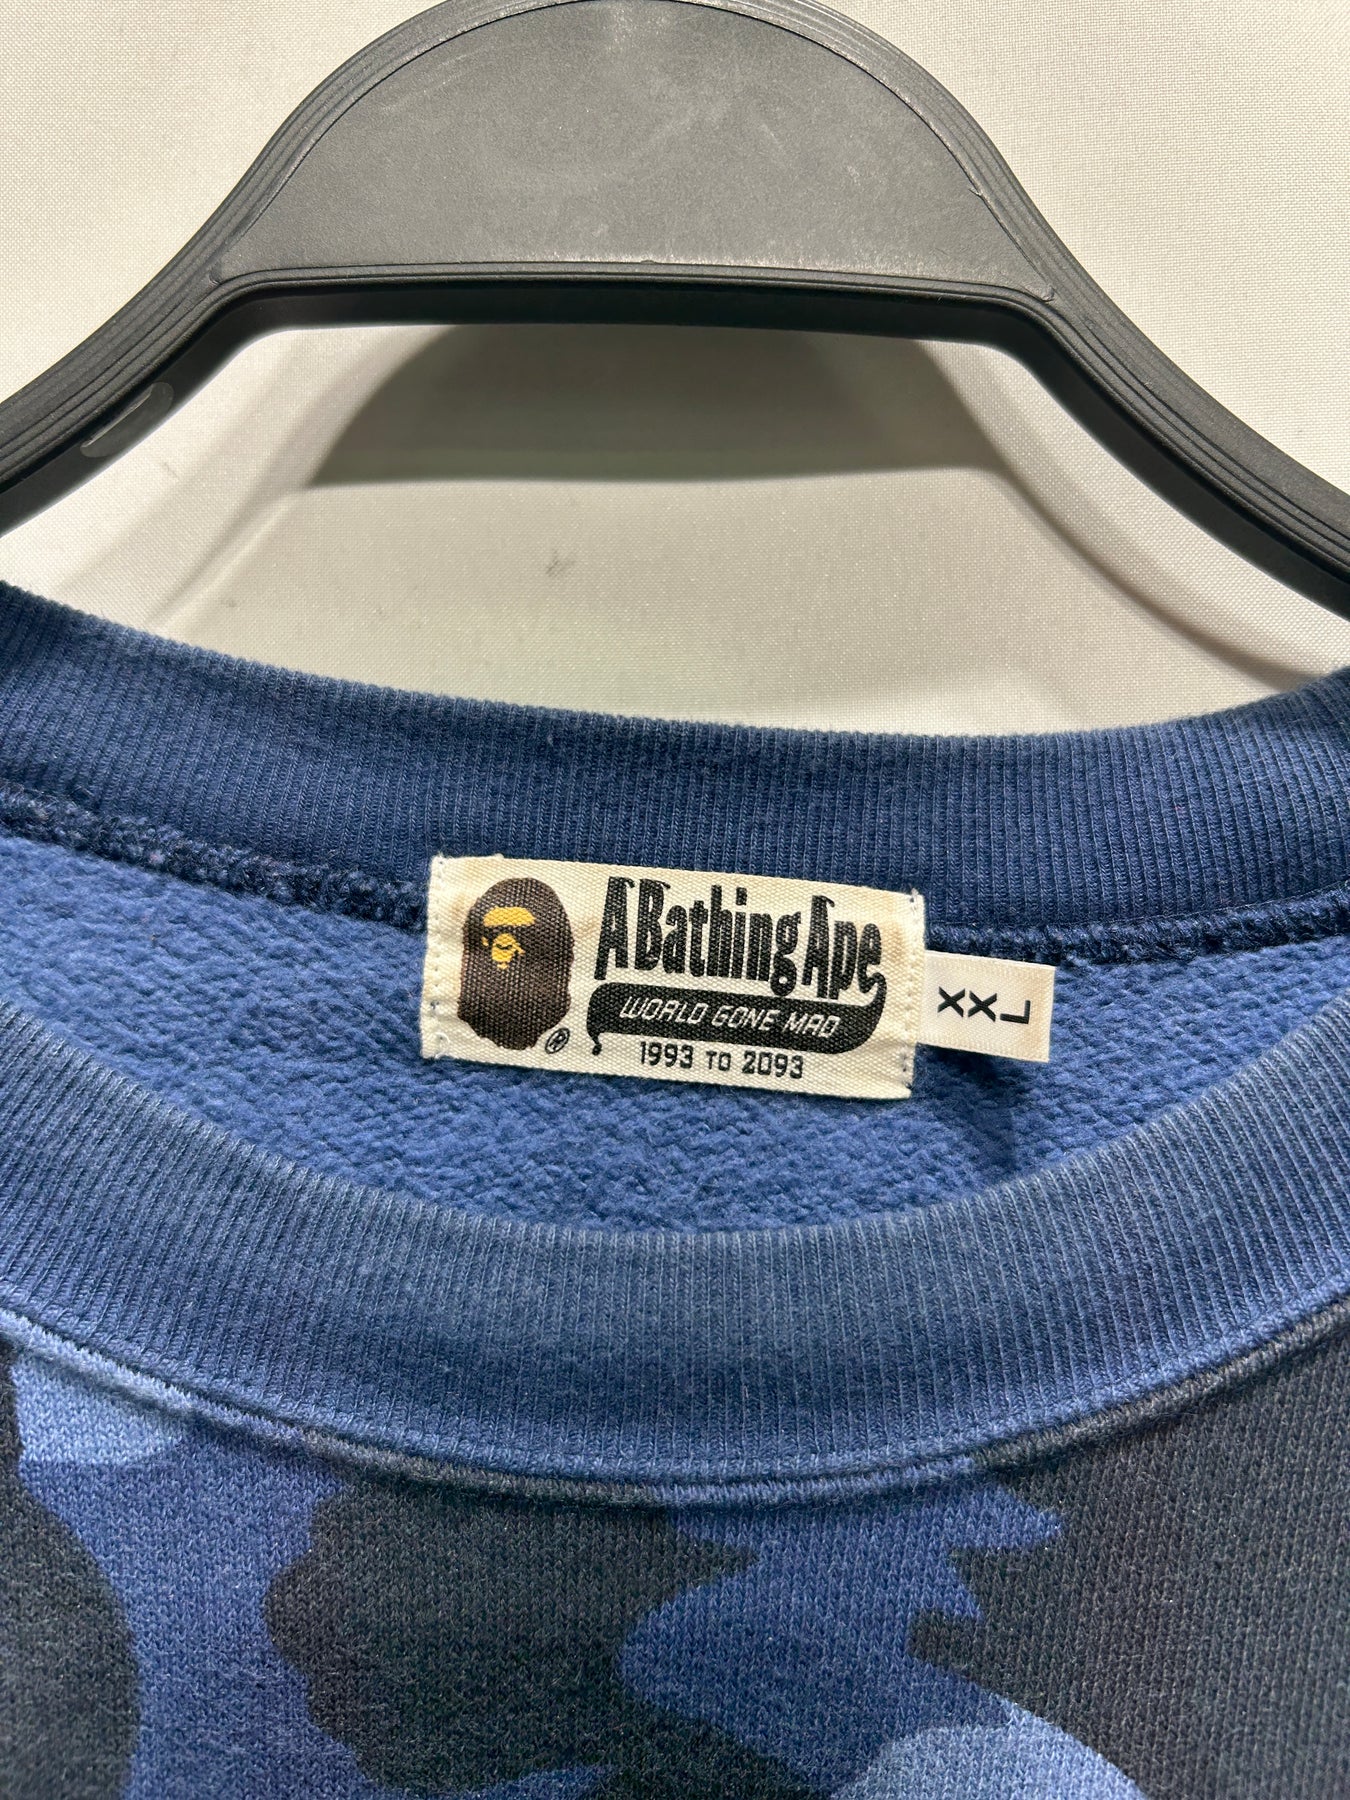 A Bathing Ape
WORLD GONE MAD
1993 TO 2093
®
XXL